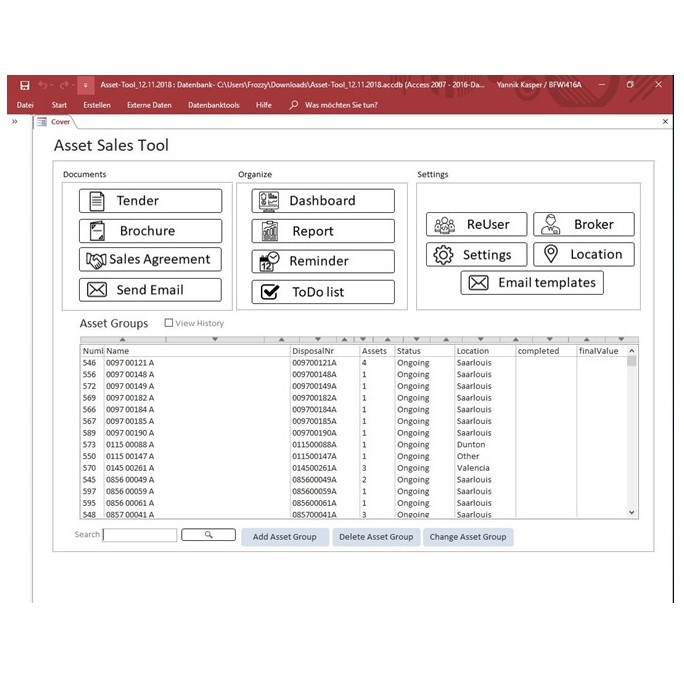 Asset-Tool_12.11.2018 : Datenbank- C:\Users\Frozzy\Downloads\Asset-Tool_12.11.2018.accdb (Access 2007 - 2016-Da... Yannik Kasper / BFWI416A
Datei Start Erstellen Externe Daten Datenbanktools Hilfe Was möchten Sie tun?
Cover
Asset Sales Tool
Documents Organize Settings
Tender Dashboard
ReUser Broker
Brochure Report
Settings Location
Sales Agreement Reminder
Email templates
Send Email ToDo list
Asset Groups View History
Numl Name DisposalNr Assets Status Location completed finalValue
546 0097 00121 A 009700121A 4 Ongoing Saarlouis
556 0097 00148 A 009700148A 1 Ongoing Saarlouis
572 0097 00149 A 009700149A 1 Ongoing Saarlouis
569 0097 00182 A 009700182A 1 Ongoing Saarlouis
566 0097 00184 A 009700184A 1 Ongoing Saarlouis
567 0097 00185 A 009700185A 1 Ongoing Saarlouis
589 0097 00190 A 009700190A 1 Ongoing Saarlouis
573 0115 00088 A 011500088A 1 Ongoing Dunton
550 0115 00147 A 011500147A 1 Ongoing Other
570 0145 00261 A 014500261A 3 Ongoing Valencia
545 0856 00049 A 085600049A 2 Ongoing Saarlouis
597 0856 00059 A 085600059A 1 Ongoing Saarlouis
595 0856 00061 A 085600061A 1 Ongoing Saarlouis
548 0857 00041 A 085700041A 3 Ongoing Saarlouis
Search Add Asset Group Delete Asset Group Change Asset Group